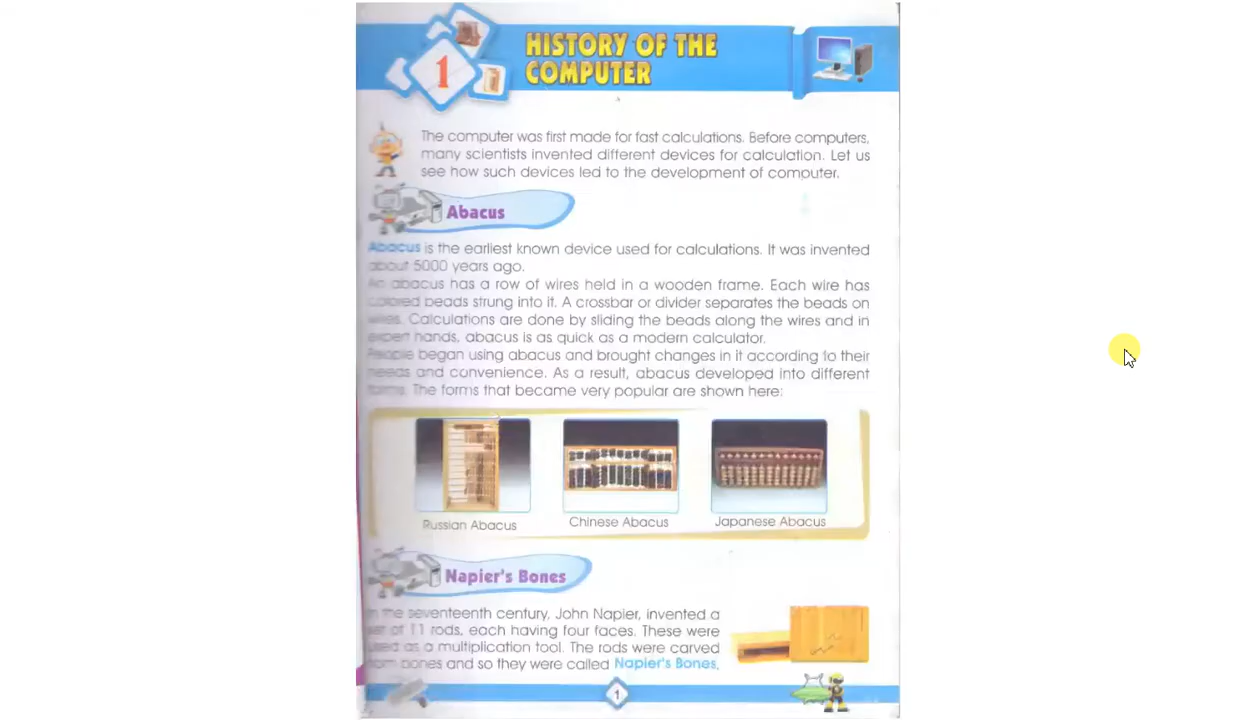 1
HISTORY OF THE
COMPUTER
The computer was first made for fast calculations. Before computers,
many scientists invented different devices for calculation. Let us
see how such devices led to the development of computer.
Abacus
Abacus is the earliest known device used for calculations. It was invented
about 5000 years ago.
An abacus has a row of wires held in a wooden frame. Each wire has
colored beads strung into it. A crossbar or divider separates the beads on
wires. Calculations are done by sliding the beads along the wires and in
expert hands, abacus is as quick as a modern calculator.
People began using abacus and brought changes in it according to their
needs and convenience. As a result, abacus developed into different
forms. The forms that became very popular are shown here:
Russian Abacus
Chinese Abacus
Japanese Abacus
Napier's Bones
In the seventeenth century, John Napier, invented a
set of 11 rods, each having four faces. These were
used as a multiplication tool. The rods were carved
from bones and so they were called Napier's Bones.
1